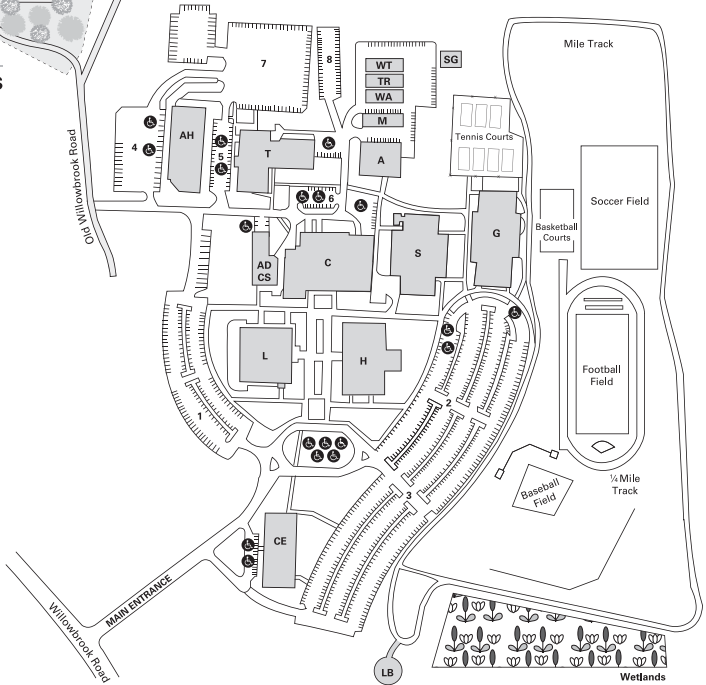 S
Old Willowbrook Road
7
8
WT
TR
WA
M
SG
Mile Track
Tennis Courts
4
AH
5
T
A
6
Soccer Field
Basketball
Courts
G
S
C
AD
CS
L
H
Football
Field
1
2
3
¼ Mile
Track
Baseball
Field
CE
MAIN ENTRANCE
Willowbrook Road
LB
Wetlands